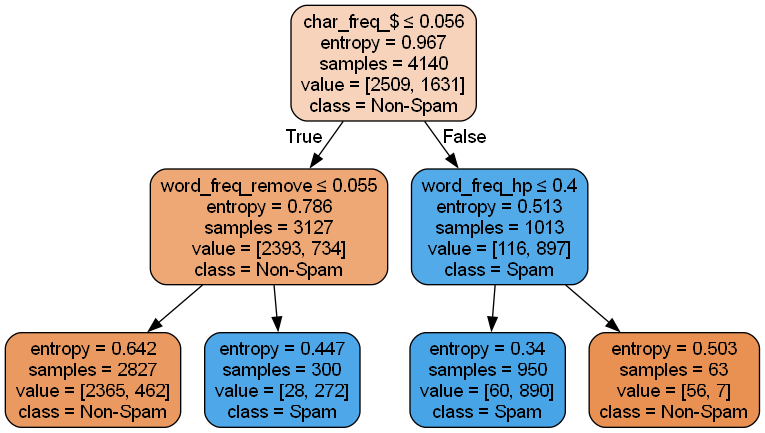 char_freq_$ ≤ 0.056
entropy = 0.967
samples = 4140
value = [2509, 1631]
class = Non-Spam
True
False
word_freq_remove ≤ 0.055
entropy = 0.786
samples = 3127
value = [2393, 734]
class = Non-Spam
word_freq_hp ≤ 0.4
entropy = 0.513
samples = 1013
value = [116, 897]
class = Spam
entropy = 0.642
samples = 2827
value = [2365, 462]
class = Non-Spam
entropy = 0.447
samples = 300
value = [28, 272]
class = Spam
entropy = 0.34
samples = 950
value = [60, 890]
class = Spam
entropy = 0.503
samples = 63
value = [56, 7]
class = Non-Spam